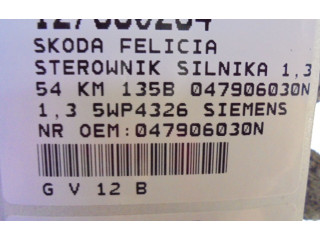 SKODA FELICIA
STEROWNIK SILNIKA 1,3
54 KM 135B 047906030N
1,3 5WP4326 SIEMENS
NR OEM:047906030N
G V 12 B